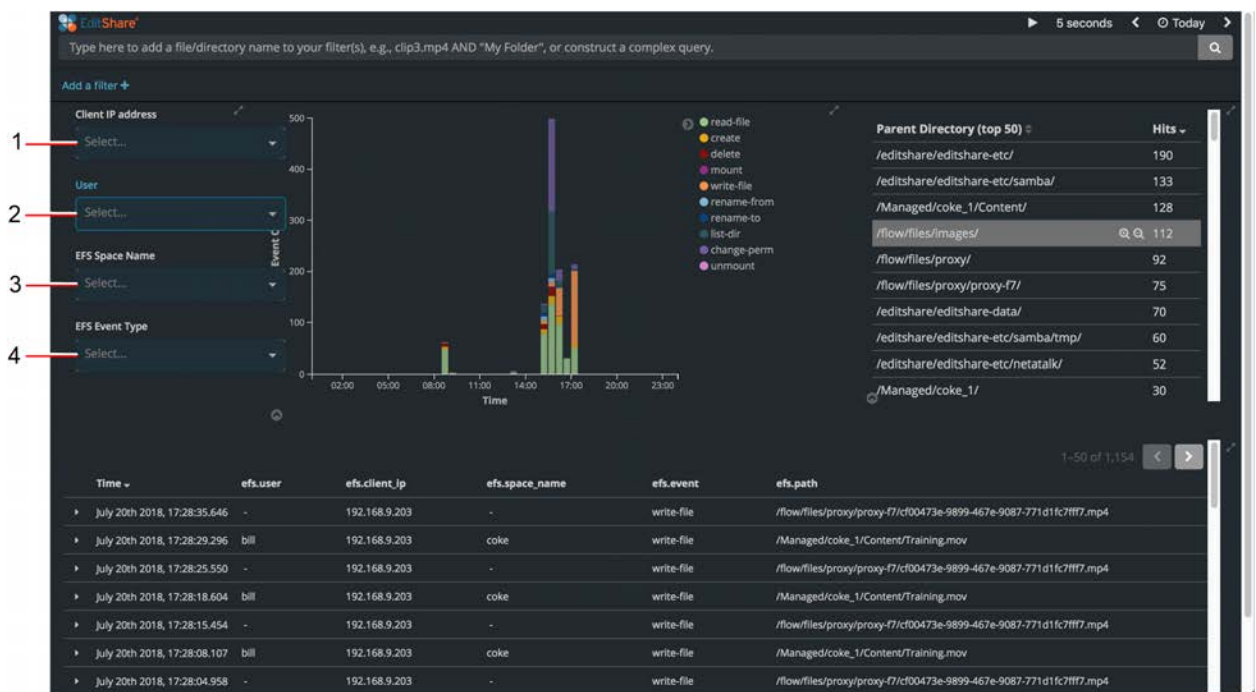 EditShare
5 seconds
Today
Type here to add a file/directory name to your filter(s), e.g., clip3.mp4 AND "My Folder", or construct a complex query.
Add a filter +
1
Client IP address
Select...
2
User
Select...
3
EFS Space Name
Select...
4
EFS Event Type
Select...
500
400
300
200
100
0
02:00 05:00 08:00 11:00 14:00 17:00 20:00 23:00
Time
read-file
create
delete
mount
write-file
rename-from
rename-to
list-dir
change-perm
unmount
Parent Directory (top 50) Hits
/editshare/editshare-etc/ 190
/editshare/editshare-etc/samba/ 133
/Managed/coke_1/Content/ 128
/flow/files/images/ 112
/flow/files/proxy/ 92
/flow/files/proxy/proxy-f7/ 75
/editshare/editshare-data/ 70
/editshare/editshare-etc/samba/tmp/ 60
/editshare/editshare-etc/netatalk/ 52
/Managed/coke_1/ 30
1–50 of 1,154
Time efs.user efs.client_ip efs.space_name efs.event efs.path
July 20th 2018, 17:28:35.646 - 192.168.9.203 - write-file /flow/files/proxy/proxy-f7/cf00473e-9899-467e-9087-771d1fc7fff7.mp4
July 20th 2018, 17:28:29.296 bill 192.168.9.203 coke write-file /Managed/coke_1/Content/Training.mov
July 20th 2018, 17:28:25.550 - 192.168.9.203 - write-file /flow/files/proxy/proxy-f7/cf00473e-9899-467e-9087-771d1fc7fff7.mp4
July 20th 2018, 17:28:18.604 bill 192.168.9.203 coke write-file /Managed/coke_1/Content/Training.mov
July 20th 2018, 17:28:15.454 - 192.168.9.203 - write-file /flow/files/proxy/proxy-f7/cf00473e-9899-467e-9087-771d1fc7fff7.mp4
July 20th 2018, 17:28:08.107 bill 192.168.9.203 coke write-file /Managed/coke_1/Content/Training.mov
July 20th 2018, 17:28:04.958 - 192.168.9.203 - write-file /flow/files/proxy/proxy-f7/cf00473e-9899-467e-9087-771d1fc7fff7.mp4